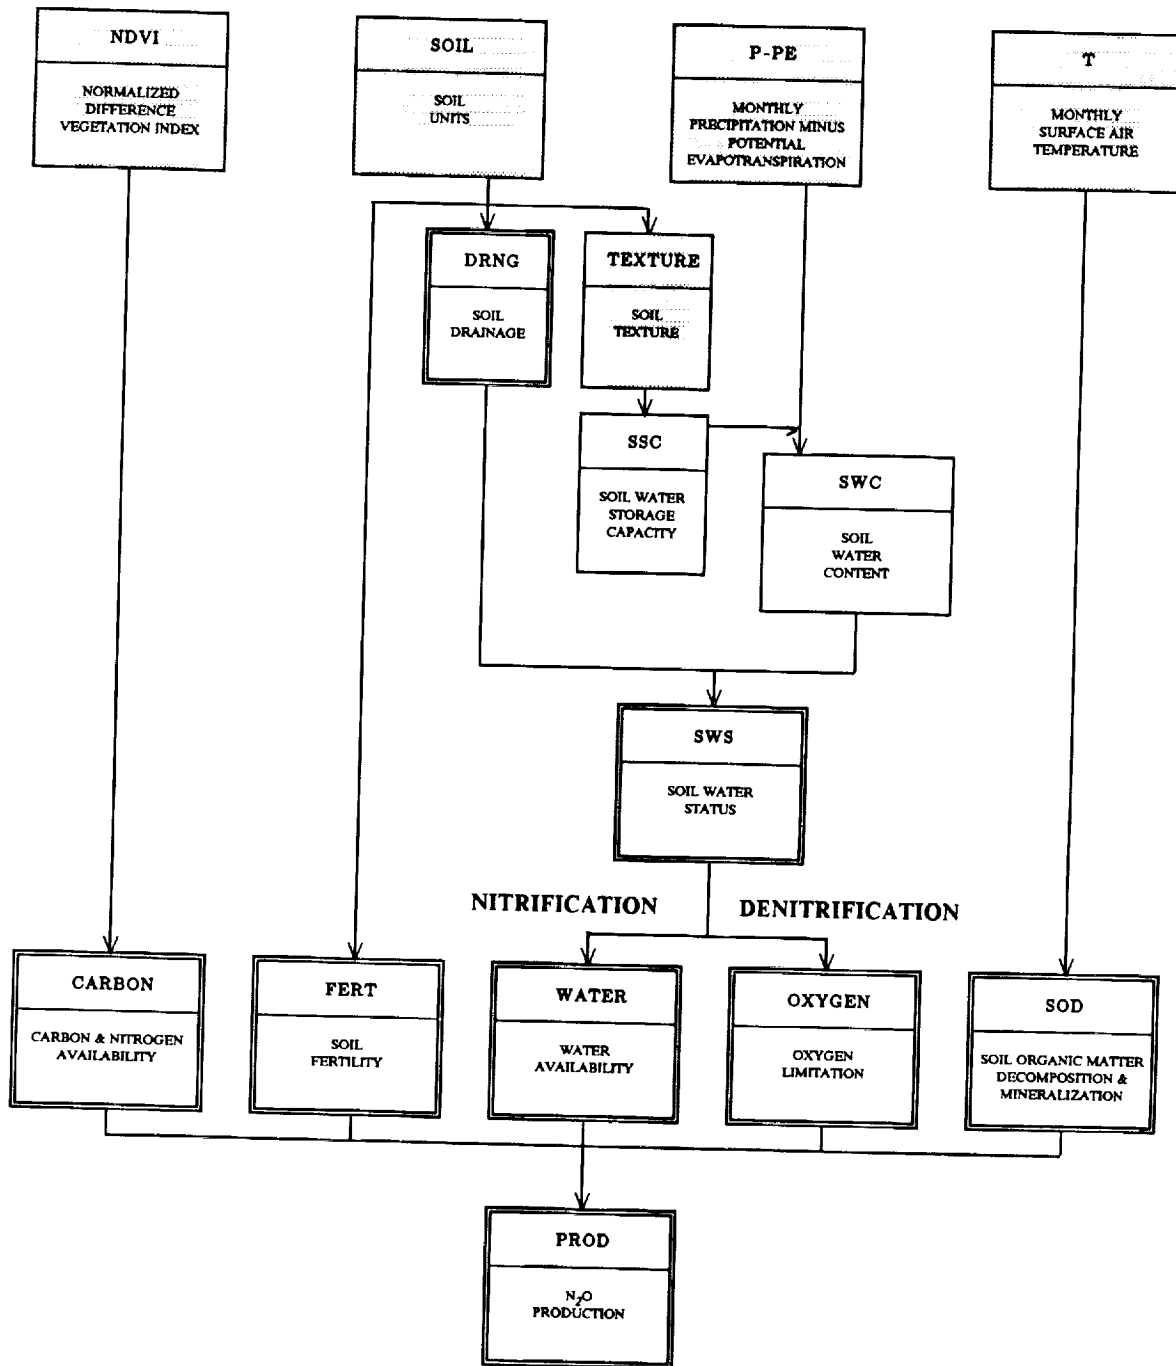 NDVI
NORMALIZED
DIFFERENCE
VEGETATION INDEX
SOIL
SOIL
UNITS
P-PE
MONTHLY
PRECIPITATION MINUS
POTENTIAL
EVAPOTRANSPIRATION
T
MONTHLY
SURFACE AIR
TEMPERATURE
DRNG
SOIL
DRAINAGE
TEXTURE
SOIL
TEXTURE
SSC
SOIL WATER
STORAGE
CAPACITY
SWC
SOIL
WATER
CONTENT
SWS
SOIL WATER
STATUS
NITRIFICATION
DENITRIFICATION
CARBON
CARBON & NITROGEN
AVAILABILITY
FERT
SOIL
FERTILITY
WATER
WATER
AVAILABILITY
OXYGEN
OXYGEN
LIMITATION
SOD
SOIL ORGANIC MATTER
DECOMPOSITION &
MINERALIZATION
PROD
N₂O
PRODUCTION